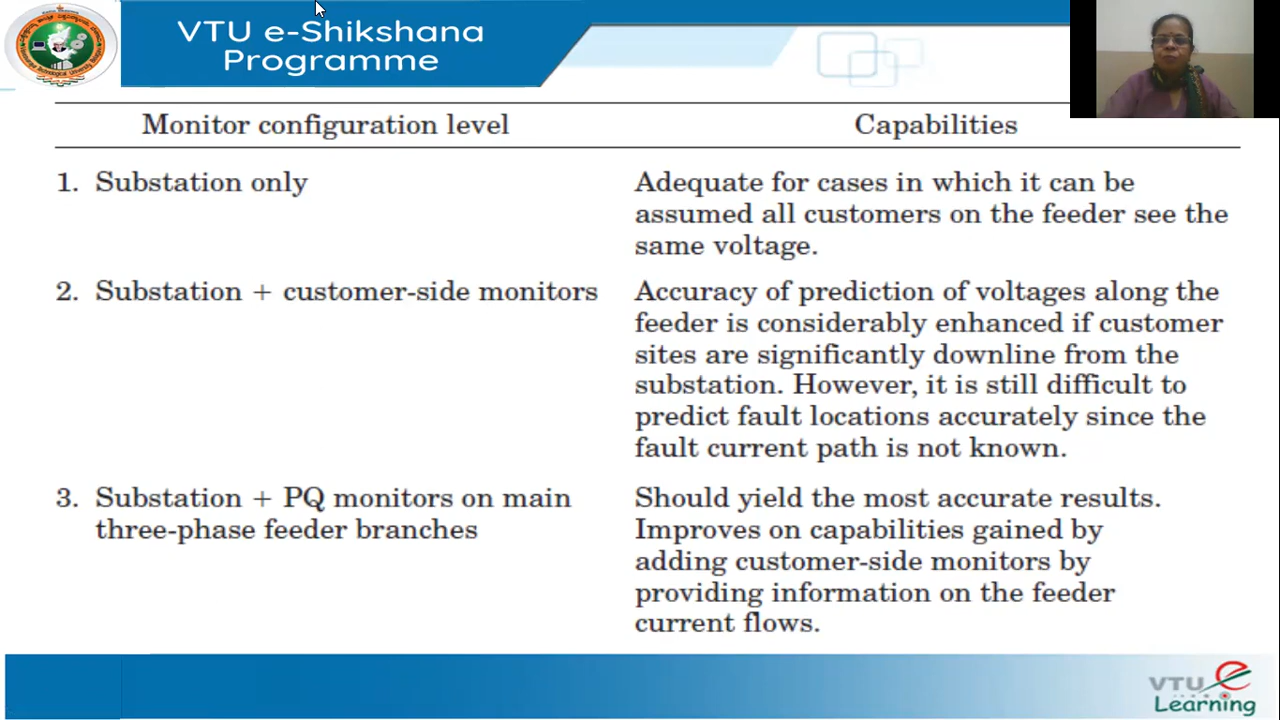 VTU e-Shikshana
Programme
Monitor configuration level
Capabilities
1. Substation only
Adequate for cases in which it can be
assumed all customers on the feeder see the
same voltage.
2. Substation + customer-side monitors
Accuracy of prediction of voltages along the
feeder is considerably enhanced if customer
sites are significantly downline from the
substation. However, it is still difficult to
predict fault locations accurately since the
fault current path is not known.
3. Substation + PQ monitors on main
three-phase feeder branches
Should yield the most accurate results.
Improves on capabilities gained by
adding customer-side monitors by
providing information on the feeder
current flows.
VTU e
Learning